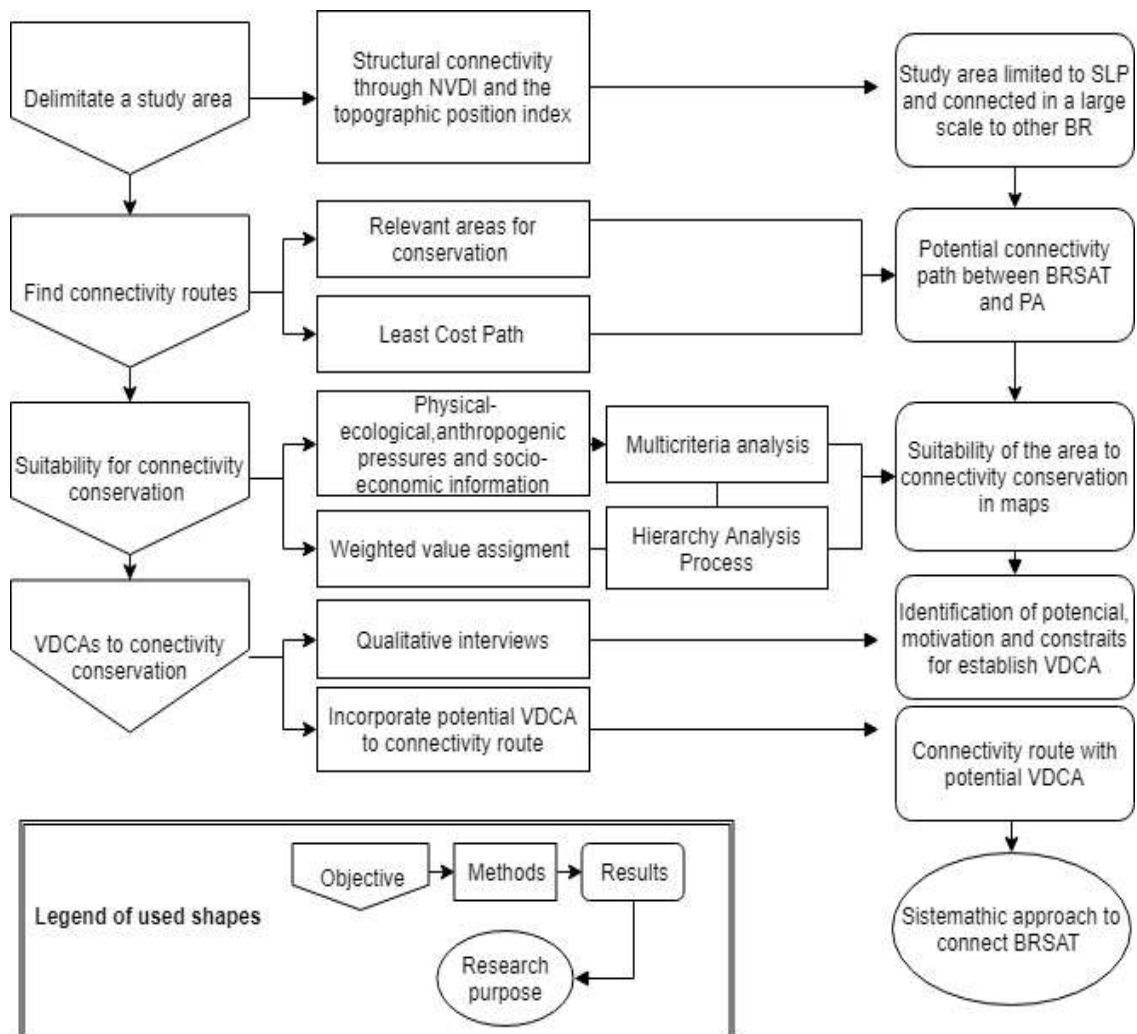 Delimitate a study area
Structural connectivity
through NVDI and the
topographic position index
Study area limited to SLP
and connected in a large
scale to other BR
Find connectivity routes
Relevant areas for
conservation
Least Cost Path
Potential connectivity
path between BRSAT
and PA
Suitability for connectivity
conservation
Physical-
ecological,anthropogenic
pressures and socio-
economic information
Multicriteria analysis
Weighted value assigment
Hierarchy Analysis
Process
Suitability of the area to
connectivity conservation
in maps
VDCAs to conectivity
conservation
Qualitative interviews
Incorporate potential VDCA
to connectivity route
Identification of potencial,
motivation and constraits
for establish VDCA
Connectivity route with
potential VDCA
Sistemathic approach to
connect BRSAT
Legend of used shapes
Objective
Methods
Results
Research
purpose